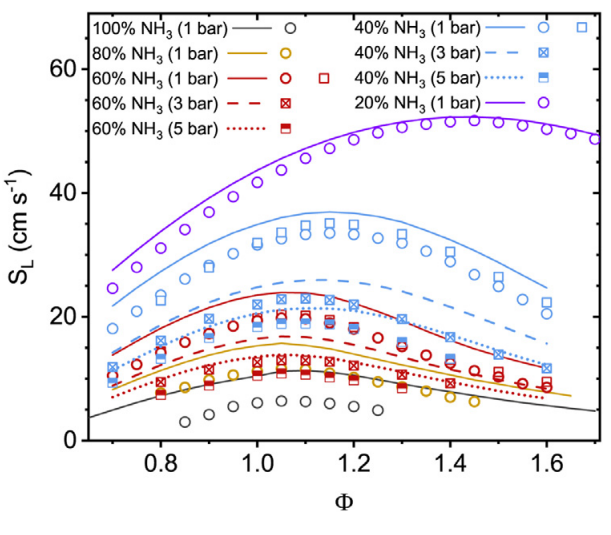 100% NH₃ (1 bar)
80% NH₃ (1 bar)
60% NH₃ (1 bar)
60% NH₃ (3 bar)
60% NH₃ (5 bar)
40% NH₃ (1 bar)
40% NH₃ (3 bar)
40% NH₃ (5 bar)
20% NH₃ (1 bar)
S_L (cm s⁻¹)
60
40
20
0
0.8 1.0 1.2 1.4 1.6
Φ